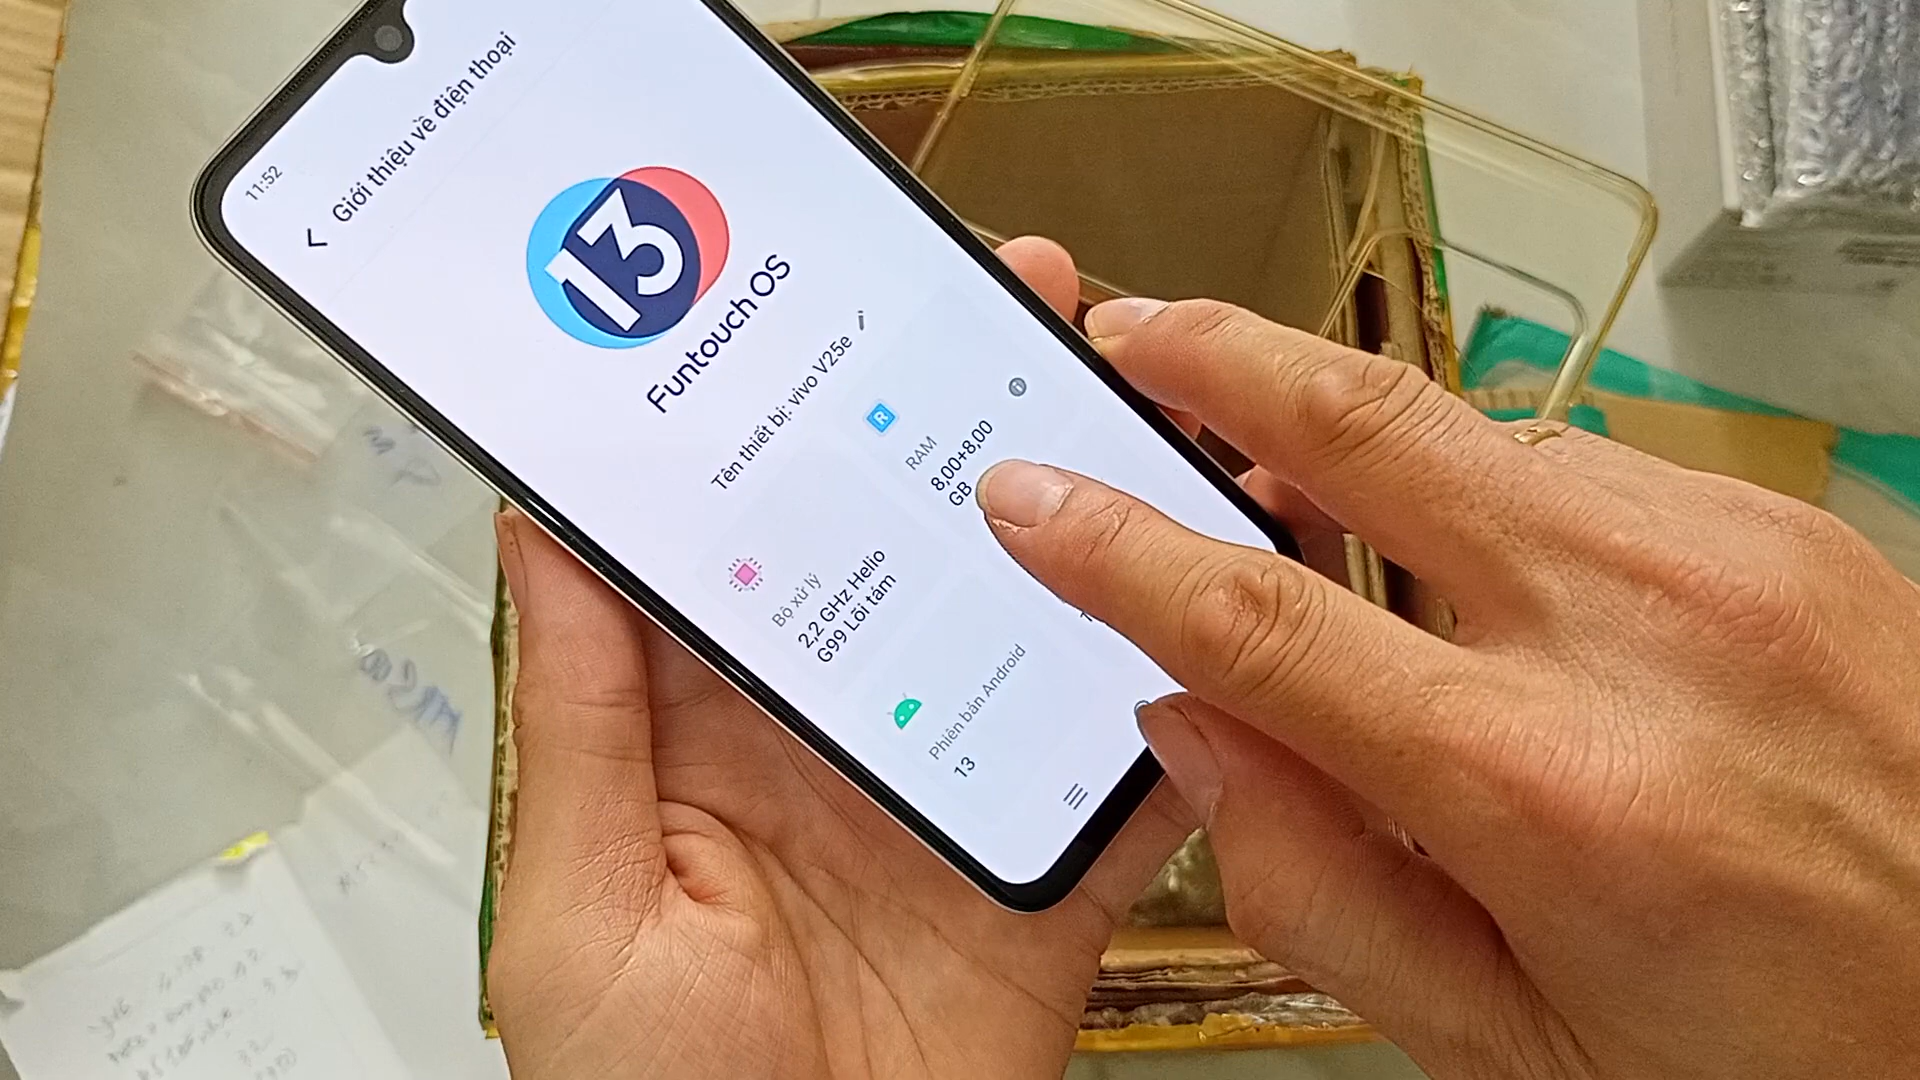 11:52
Giới thiệu về điện thoại
13
Funtouch OS
Tên thiết bị: vivo V25e
Bộ xử lý
2,2 GHz Helio
G99 Lõi tám
RAM
8,00+8,00
GB
Phiên bản Android
13